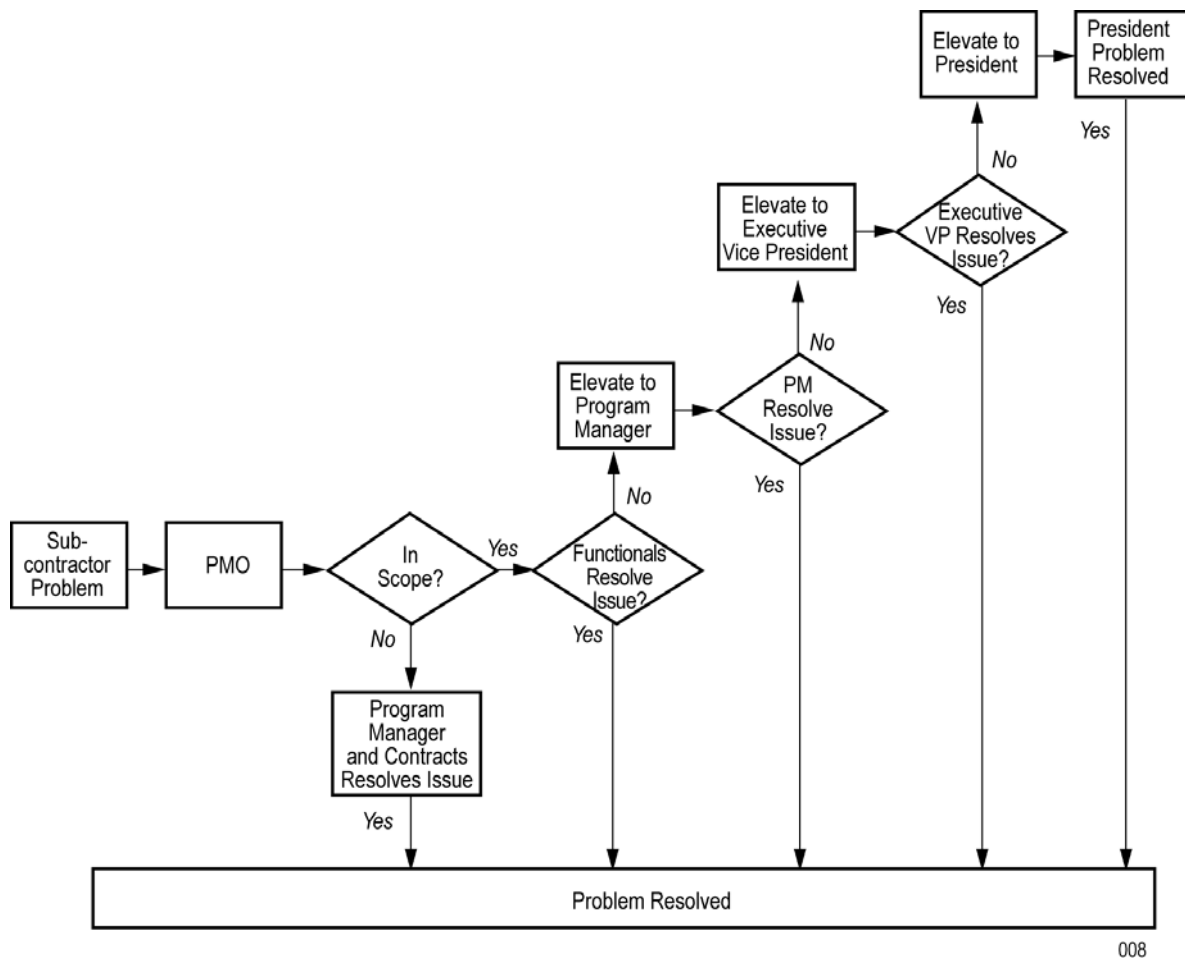 Elevate to
President
President
Problem
Resolved
Yes
No
Elevate to
Executive
Vice President
Executive
VP Resolves
Issue?
Yes
No
Elevate to
Program
Manager
PM
Resolve
Issue?
Yes
No
Sub-
contractor
Problem
PMO
In
Scope?
Yes
Functionals
Resolve
Issue?
Yes
No
Program
Manager
and Contracts
Resolves Issue
Yes
Problem Resolved
008